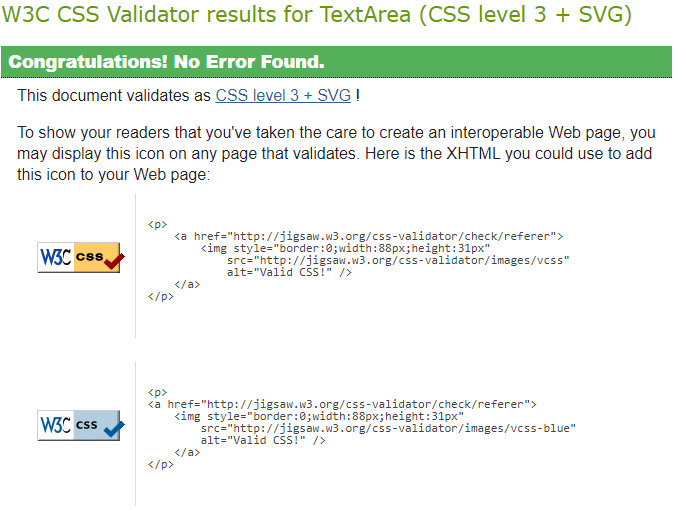 W3C CSS Validator results for TextArea (CSS level 3 + SVG)
Congratulations! No Error Found.
This document validates as CSS level 3 + SVG !
To show your readers that you've taken the care to create an interoperable Web page, you
may display this icon on any page that validates. Here is the XHTML you could use to add
this icon to your Web page:
W3C css
<p>
<a href="http://jigsaw.w3.org/css-validator/check/referer">
<img style="border:0;width:88px;height:31px"
src="http://jigsaw.w3.org/css-validator/images/vcss"
alt="Valid CSS!" />
</a>
</p>
W3C css
<p>
<a href="http://jigsaw.w3.org/css-validator/check/referer">
<img style="border:0;width:88px;height:31px"
src="http://jigsaw.w3.org/css-validator/images/vcss-blue"
alt="Valid CSS!" />
</a>
</p>